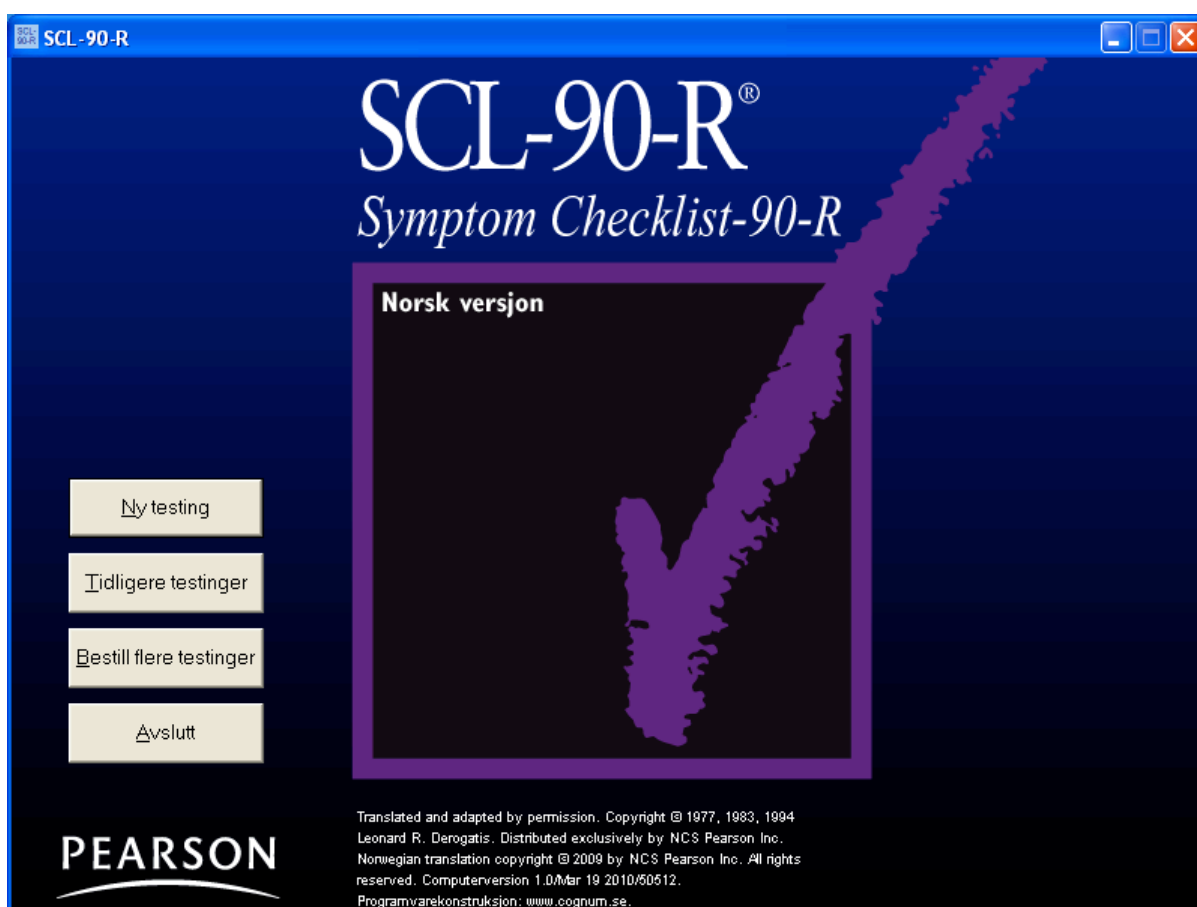 SCL-90-R
SCL-
90-R
SCL-90-R®
Symptom Checklist-90-R
Norsk versjon
Ny testing
Tidligere testinger
Bestill flere testinger
Avslutt
PEARSON
Translated and adapted by permission. Copyright © 1977, 1983, 1994
Leonard R. Derogatis. Distributed exclusively by NCS Pearson Inc.
Norwegian translation copyright © 2009 by NCS Pearson Inc. All rights
reserved. Computerversion 1.0/Mar 19 2010/50512.
Programvarekonstruksjon: www.cognum.se.